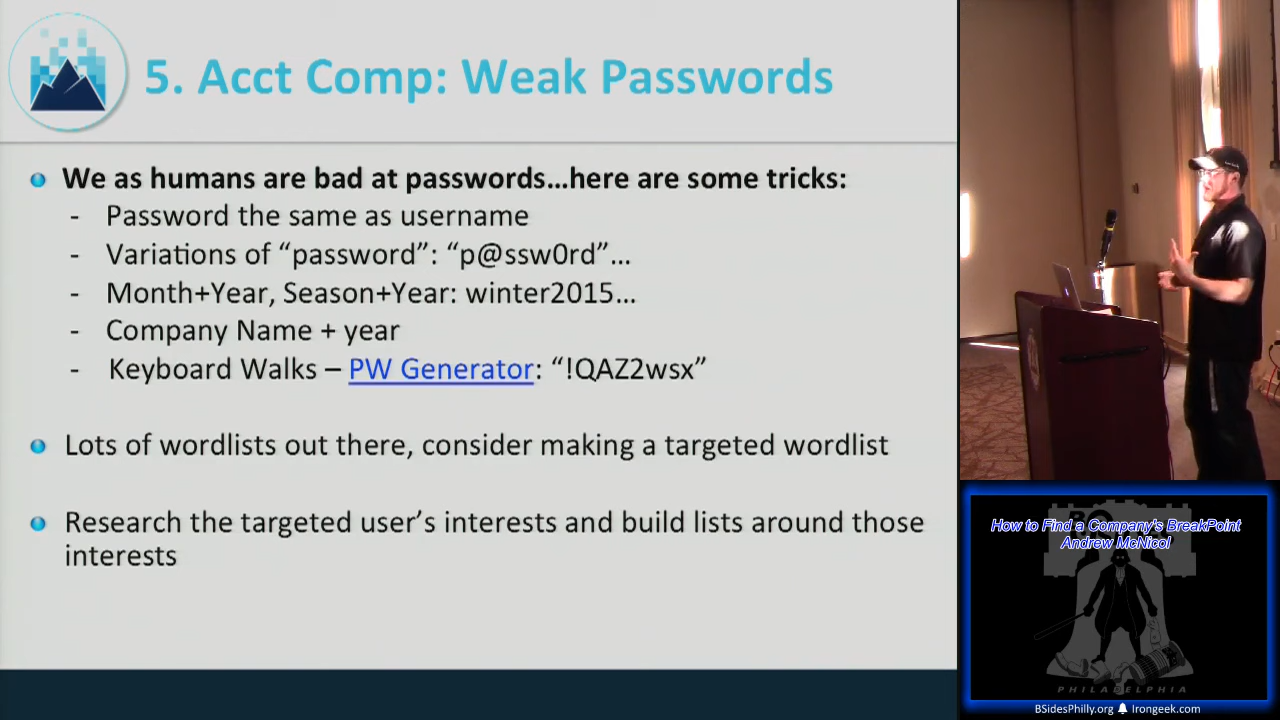 5. Acct Comp: Weak Passwords
We as humans are bad at passwords…here are some tricks:
- Password the same as username
- Variations of “password”: “p@ssw0rd”…
- Month+Year, Season+Year: winter2015…
- Company Name + year
- Keyboard Walks – PW Generator: “!QAZ2wsx”
Lots of wordlists out there, consider making a targeted wordlist
Research the targeted user’s interests and build lists around those
interests
How to Find a Company's BreakPoint
Andrew McNicol
PHILADELPHIA
BSidesPhilly.org Irongeek.com